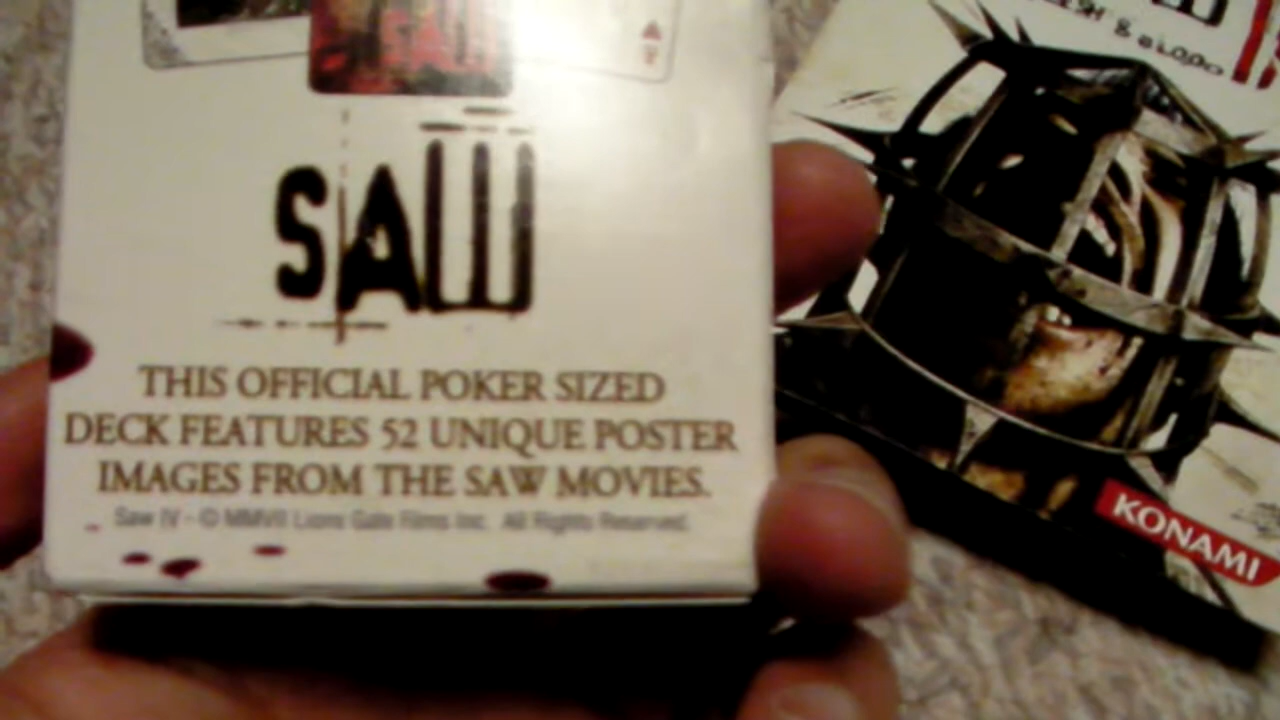 SAW
THIS OFFICIAL POKER SIZED
DECK FEATURES 52 UNIQUE POSTER
IMAGES FROM THE SAW MOVIES.
Saw IV - © MMVII Lions Gate Films Inc. All Rights Reserved.
& BLOOD
KONAMI